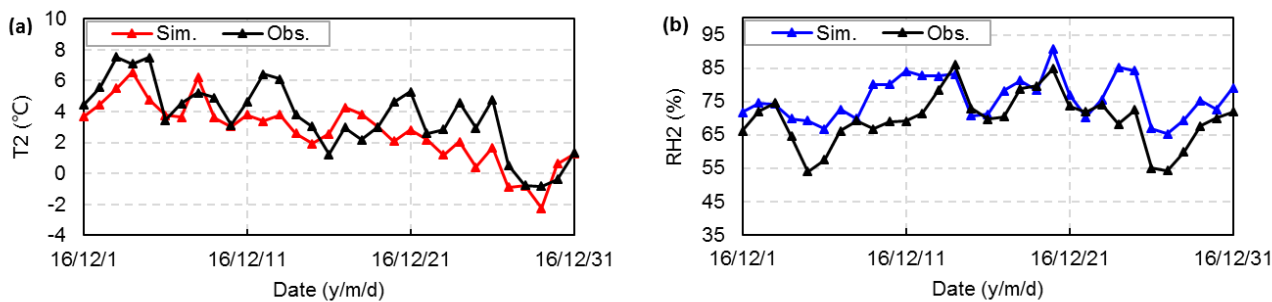 (a)
Sim. Obs.
T2 (℃)
10
8
6
4
2
0
-2
-4
16/12/1 16/12/11 16/12/21 16/12/31
Date (y/m/d)
(b)
Sim. Obs.
RH2 (%)
95
85
75
65
55
45
35
16/12/1 16/12/11 16/12/21 16/12/31
Date (y/m/d)